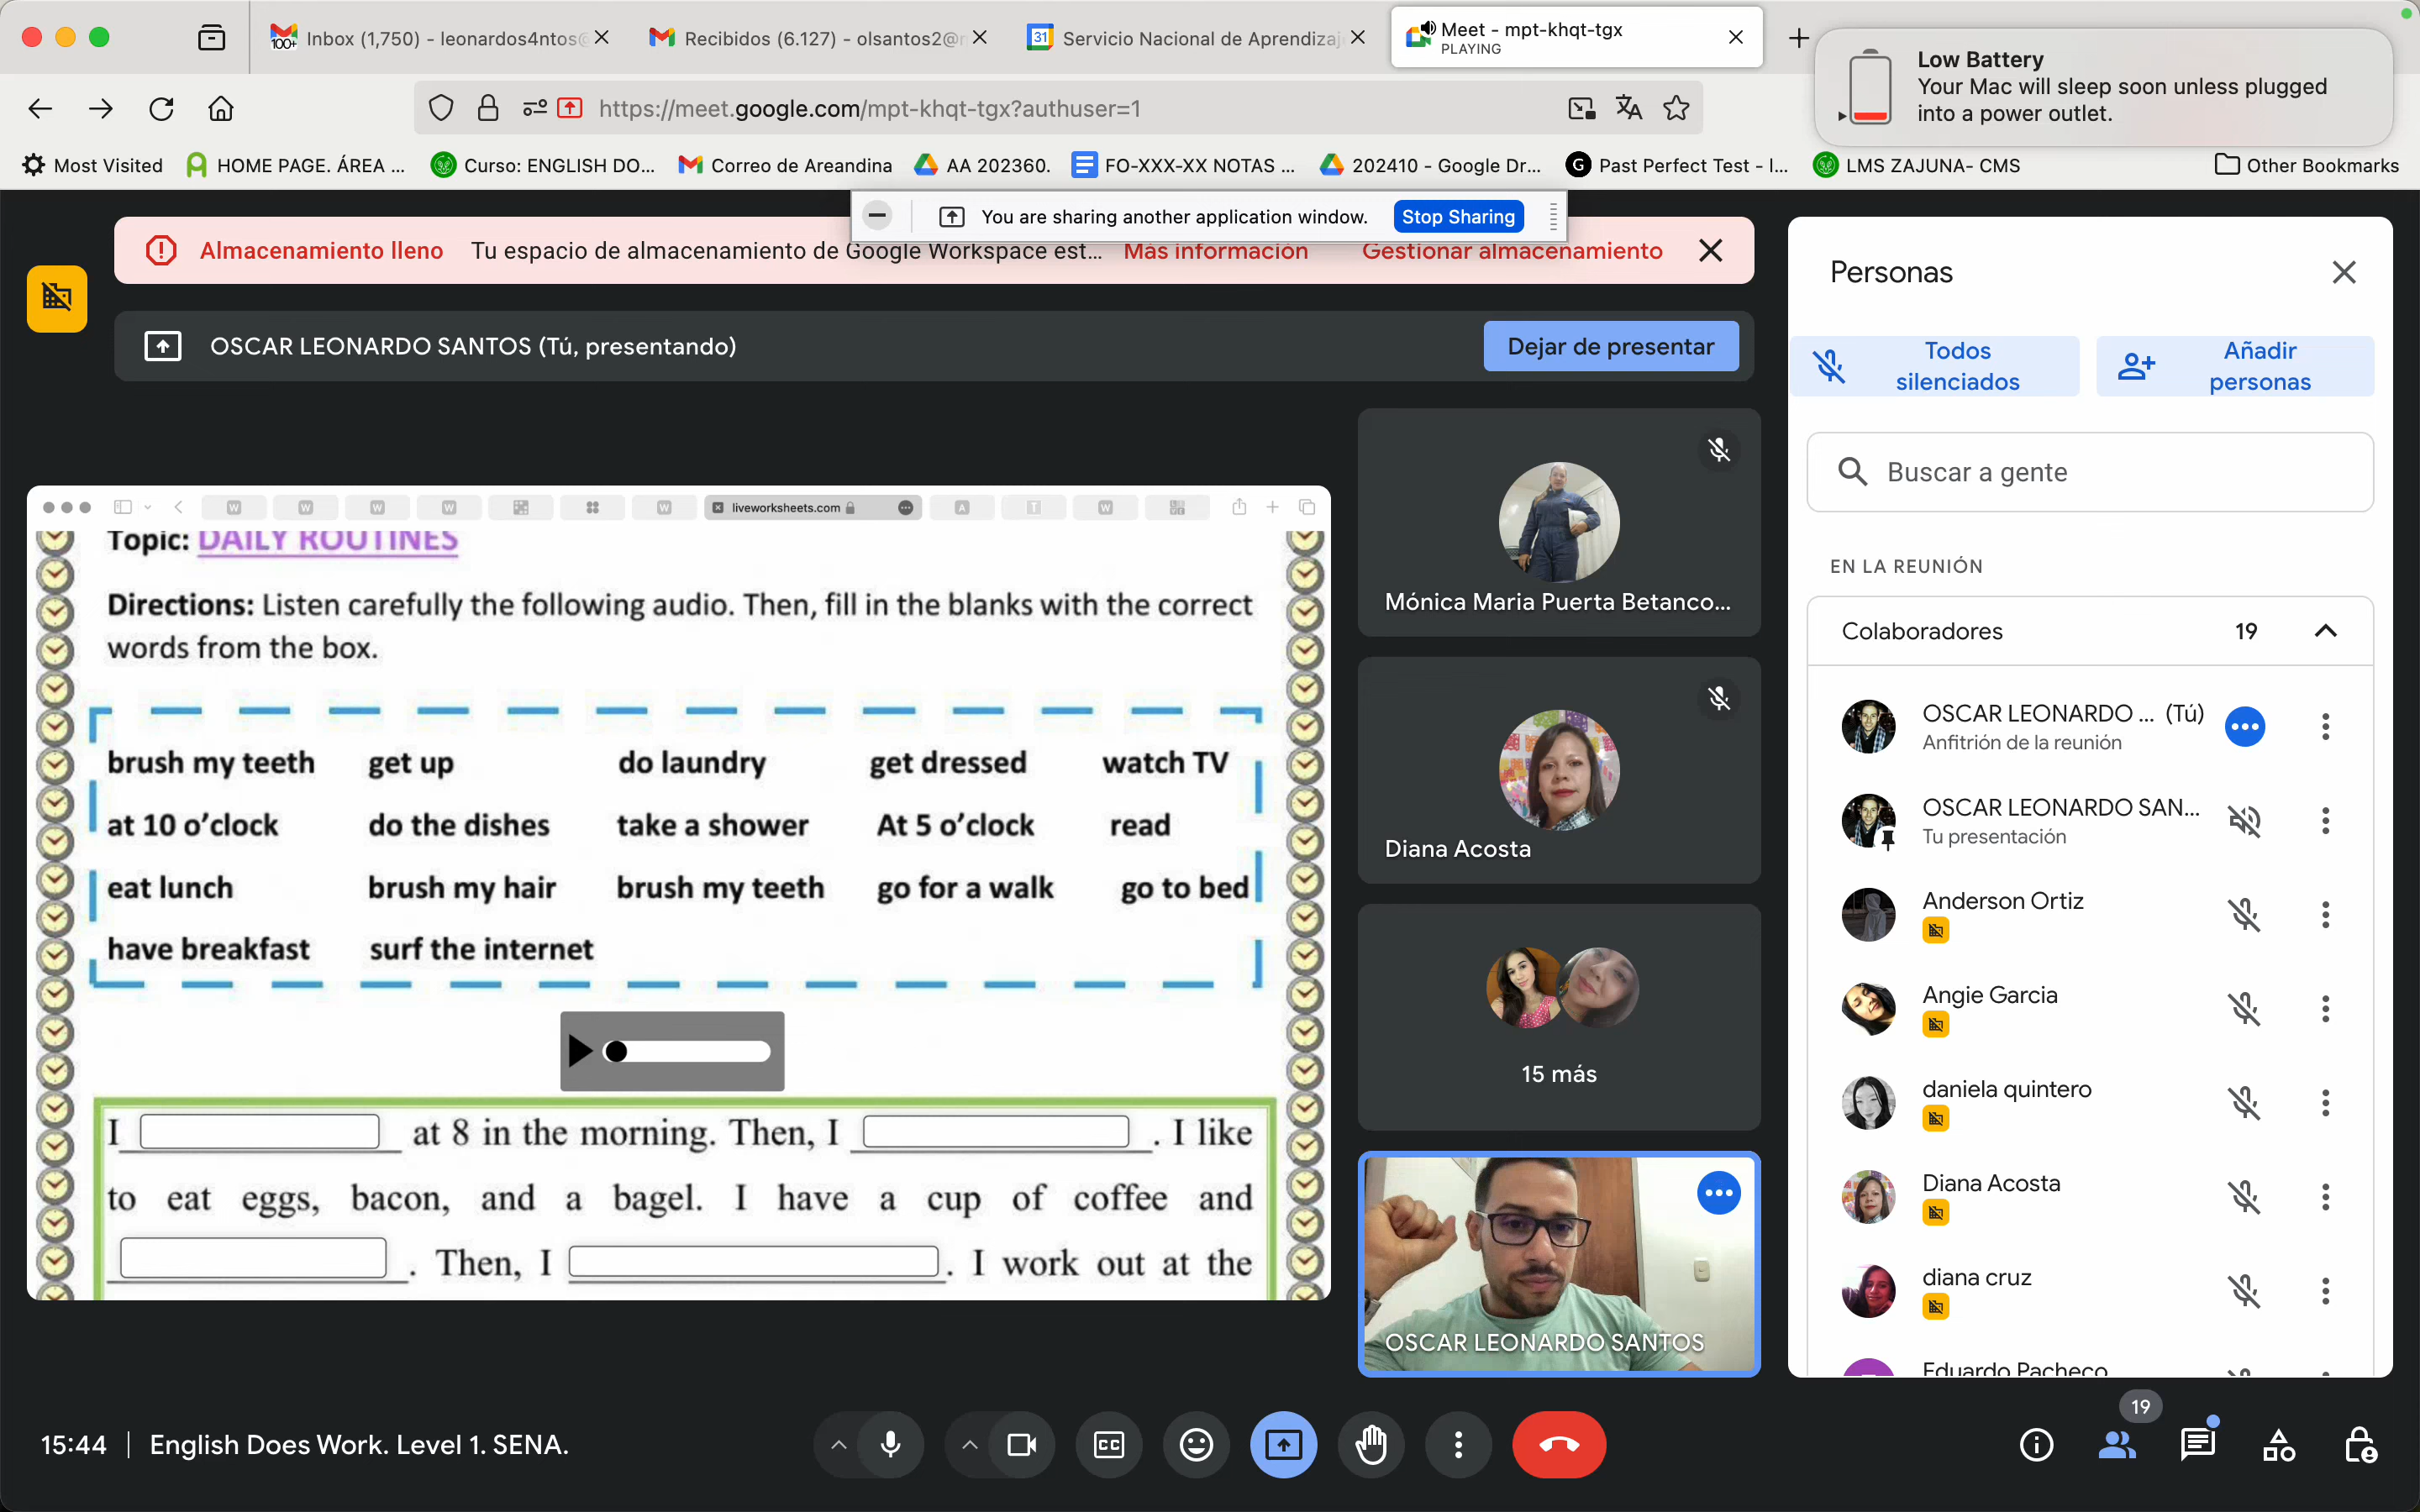 Inbox (1,750) - leonardos4ntos@
Recibidos (6.127) - olsantos2@
Servicio Nacional de Aprendizaj
Meet - mpt-khqt-tgx
PLAYING
Low Battery
Your Mac will sleep soon unless plugged
into a power outlet.
https://meet.google.com/mpt-khqt-tgx?authuser=1
Most Visited
HOME PAGE. ÁREA ...
Curso: ENGLISH DO...
Correo de Areandina
AA 202360.
FO-XXX-XX NOTAS ...
202410 - Google Dr...
Past Perfect Test - I...
LMS ZAJUNA- CMS
Other Bookmarks
You are sharing another application window.
Stop Sharing
Almacenamiento lleno
Tu espacio de almacenamiento de Google Workspace est...
Más información
Gestionar almacenamiento
OSCAR LEONARDO SANTOS (Tú, presentando)
Dejar de presentar
liveworksheets.com
Topic: DAILY ROUTINES
Directions: Listen carefully the following audio. Then, fill in the blanks with the correct
words from the box.
brush my teeth get up do laundry get dressed watch TV
at 10 o'clock do the dishes take a shower At 5 o'clock read
eat lunch brush my hair brush my teeth go for a walk go to bed
have breakfast surf the internet
I at 8 in the morning. Then, I . I like
to eat eggs, bacon, and a bagel. I have a cup of coffee and
. Then, I . I work out at the
Mónica Maria Puerta Betanco...
Diana Acosta
15 más
OSCAR LEONARDO SANTOS
Personas
Todos
silenciados
Añadir
personas
Buscar a gente
EN LA REUNIÓN
Colaboradores 19
OSCAR LEONARDO ... (Tú)
Anfitrión de la reunión
OSCAR LEONARDO SAN...
Tu presentación
Anderson Ortiz
Angie Garcia
daniela quintero
Diana Acosta
diana cruz
Eduardo Pacheco
19
15:44
English Does Work. Level 1. SENA.